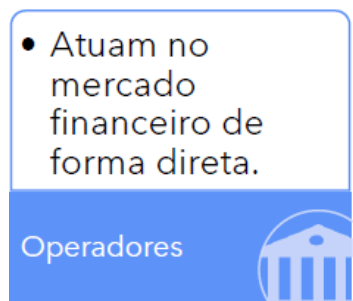 • Atuam no
mercado
financeiro de
forma direta.
Operadores